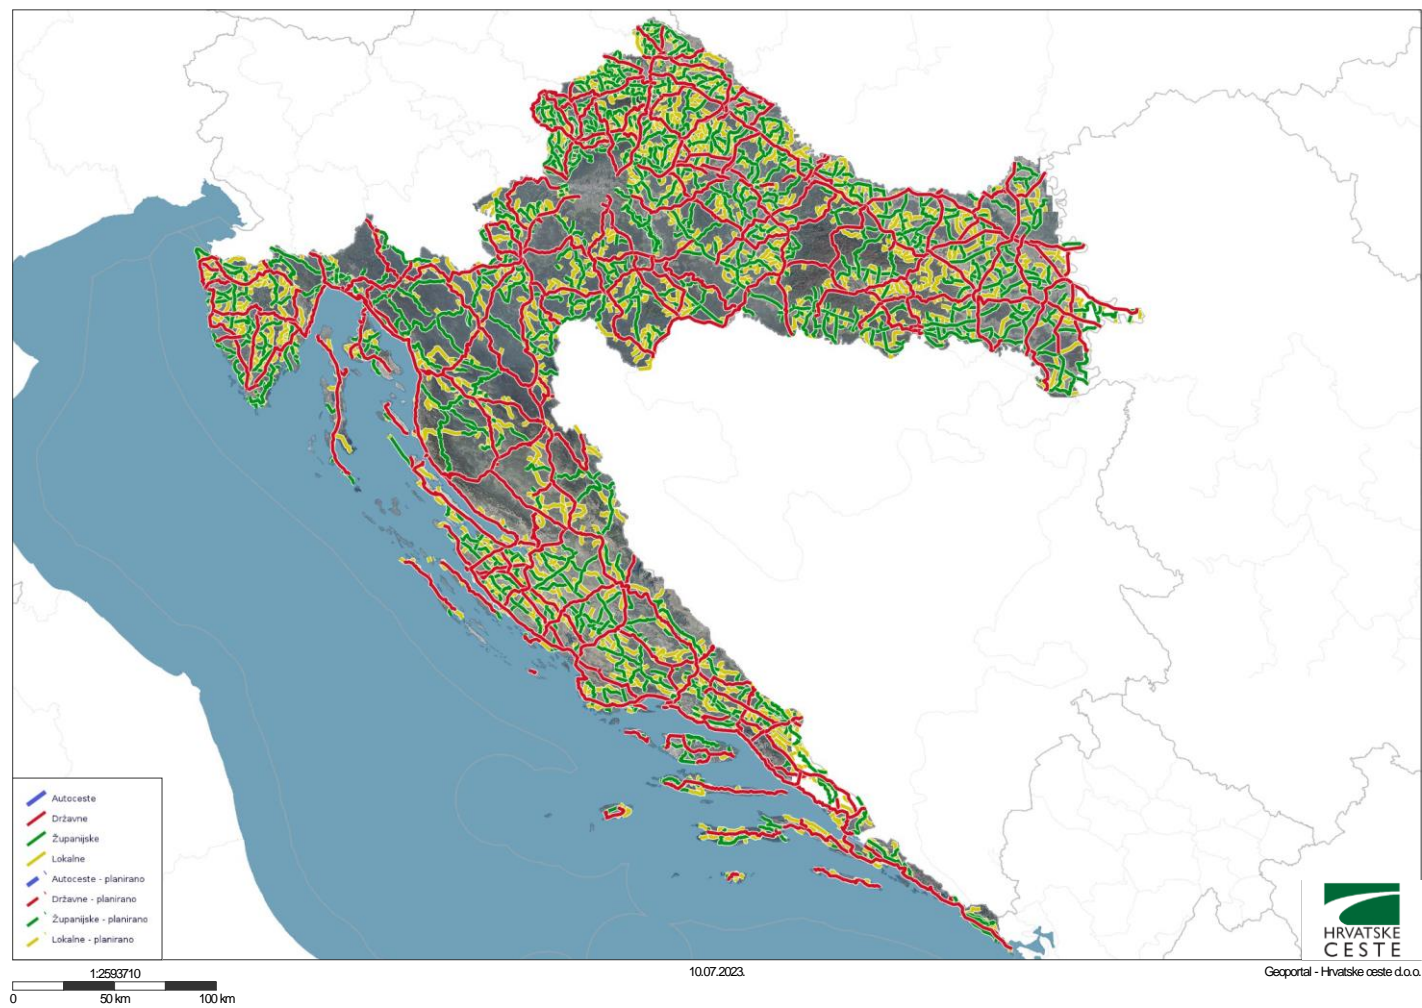 Autoceste
Državne
Županijske
Lokalne
Autoceste - planirano
Državne - planirano
Županijske - planirano
Lokalne - planirano
HRVATSKE
CESTE
1:2593710
10.07.2023.
Geoportal - Hrvatske ceste d.o.o.
0 50 km 100 km